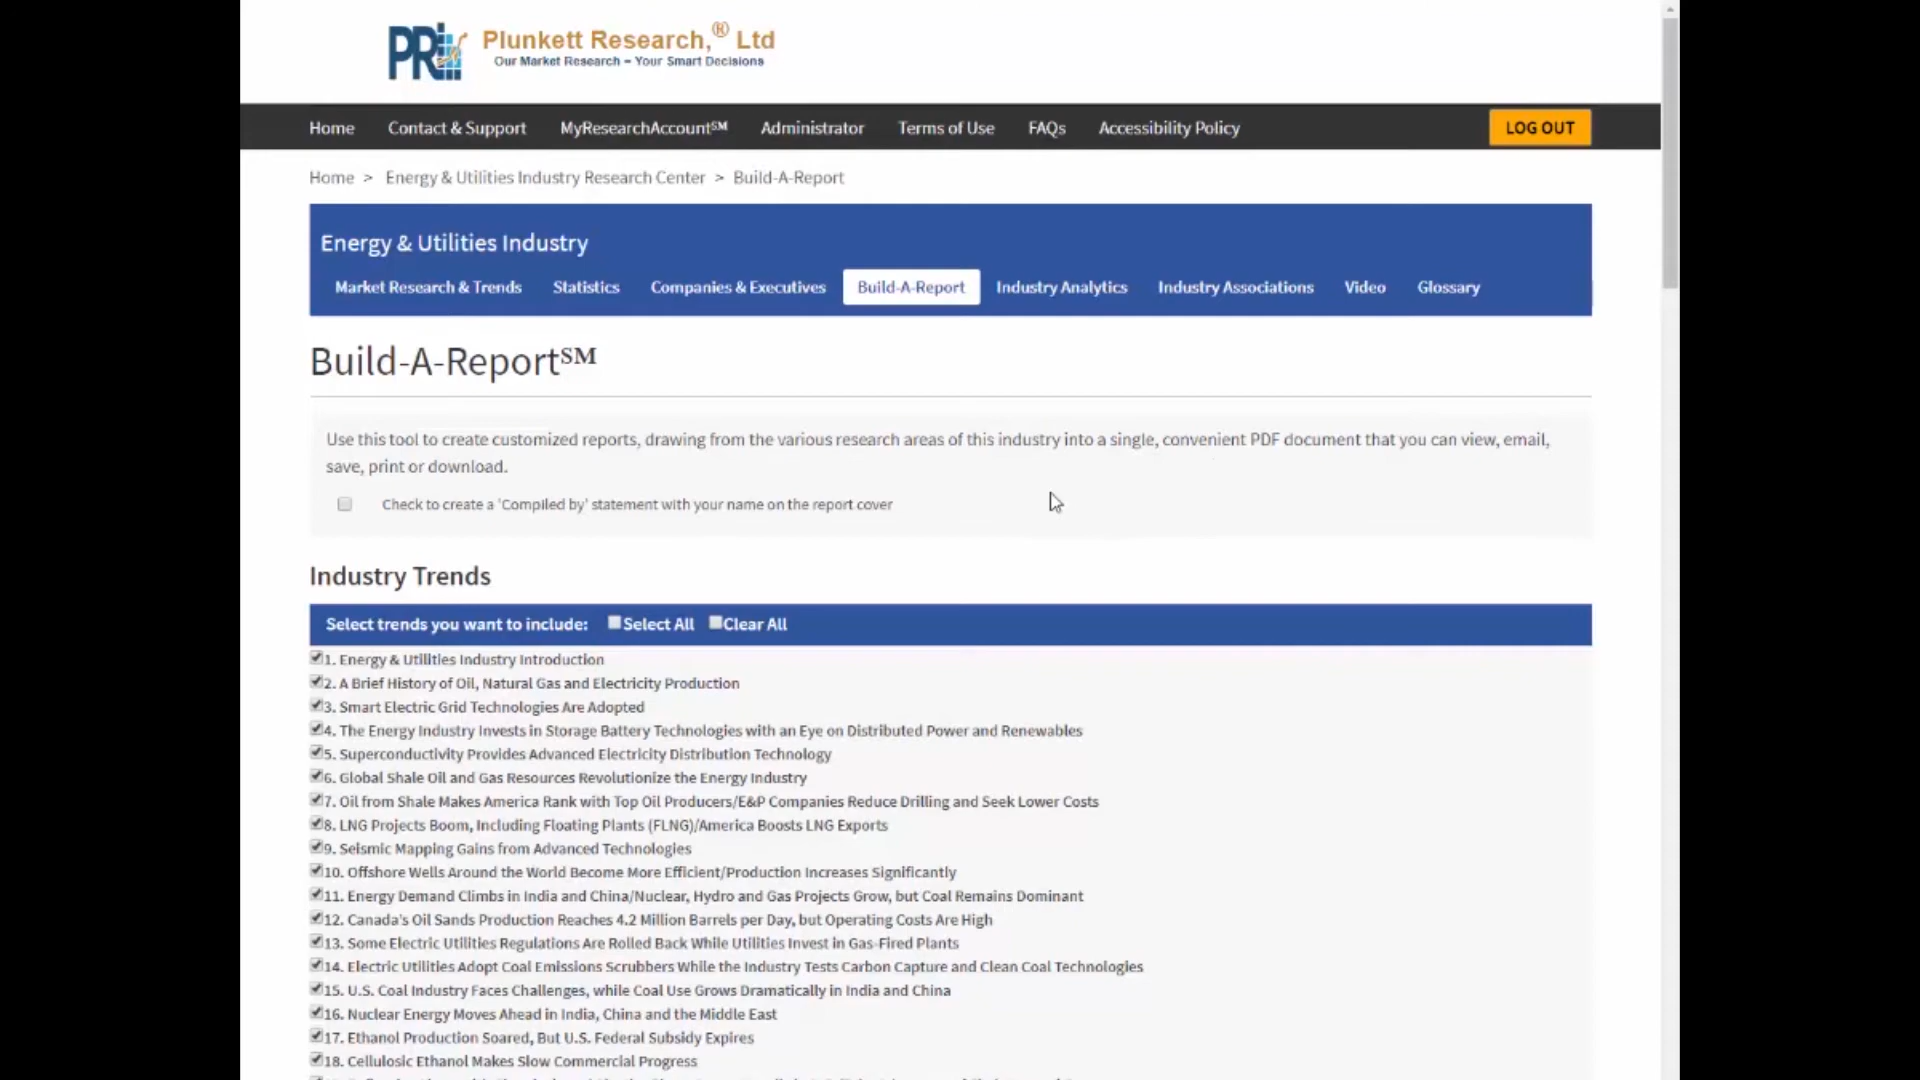 PRi Plunkett Research,® Ltd
Our Market Research – Your Smart Decisions
Home Contact & Support MyResearchAccount℠ Administrator Terms of Use FAQs Accessibility Policy LOG OUT
Home > Energy & Utilities Industry Research Center > Build-A-Report
Energy & Utilities Industry
Market Research & Trends Statistics Companies & Executives Build-A-Report Industry Analytics Industry Associations Video Glossary
Build-A-Report℠
Use this tool to create customized reports, drawing from the various research areas of this industry into a single, convenient PDF document that you can view, email,
save, print or download.
Check to create a 'Compiled by' statement with your name on the report cover
Industry Trends
Select trends you want to include: Select All Clear All
1. Energy & Utilities Industry Introduction
2. A Brief History of Oil, Natural Gas and Electricity Production
3. Smart Electric Grid Technologies Are Adopted
4. The Energy Industry Invests in Storage Battery Technologies with an Eye on Distributed Power and Renewables
5. Superconductivity Provides Advanced Electricity Distribution Technology
6. Global Shale Oil and Gas Resources Revolutionize the Energy Industry
7. Oil from Shale Makes America Rank with Top Oil Producers/E&P Companies Reduce Drilling and Seek Lower Costs
8. LNG Projects Boom, Including Floating Plants (FLNG)/America Boosts LNG Exports
9. Seismic Mapping Gains from Advanced Technologies
10. Offshore Wells Around the World Become More Efficient/Production Increases Significantly
11. Energy Demand Climbs in India and China/Nuclear, Hydro and Gas Projects Grow, but Coal Remains Dominant
12. Canada's Oil Sands Production Reaches 4.2 Million Barrels per Day, but Operating Costs Are High
13. Some Electric Utilities Regulations Are Rolled Back While Utilities Invest in Gas-Fired Plants
14. Electric Utilities Adopt Coal Emissions Scrubbers While the Industry Tests Carbon Capture and Clean Coal Technologies
15. U.S. Coal Industry Faces Challenges, while Coal Use Grows Dramatically in India and China
16. Nuclear Energy Moves Ahead in India, China and the Middle East
17. Ethanol Production Soared, But U.S. Federal Subsidy Expires
18. Cellulosic Ethanol Makes Slow Commercial Progress